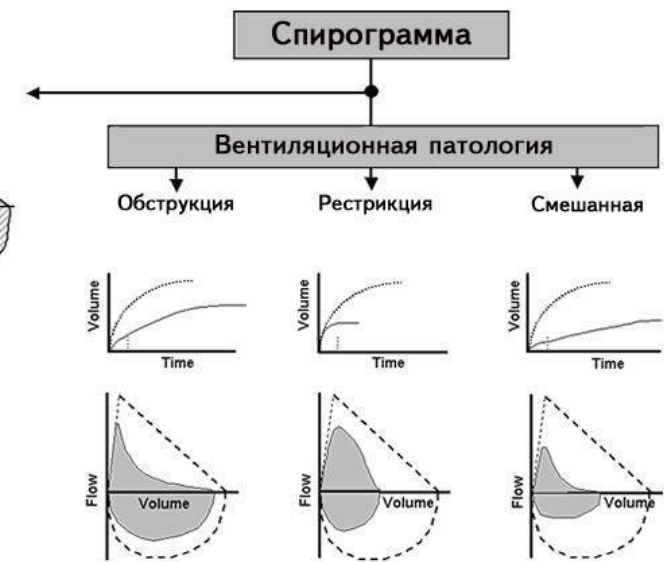 Спирограмма
Вентиляционная патология
Обструкция Рестрикция Смешанная
Volume Volume Volume
Time Time Time
Flow Volume Flow Volume Flow Volume